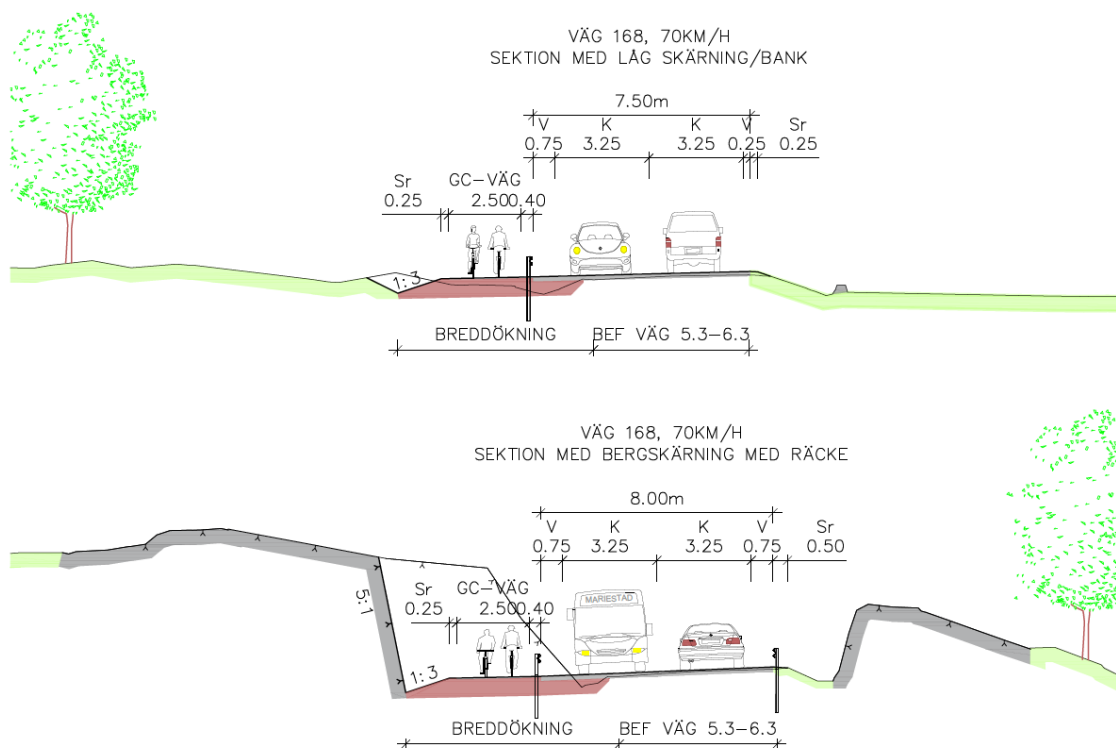 VÄG 168, 70KM/H
SEKTION MED LÅG SKÄRNING/BANK
7.50m
V K K V Sr
0.75 3.25 3.25 0.25 0.25
Sr GC-VÄG
0.25 2.500.40
1:3
BREDDÖKNING BEF VÄG 5.3-6.3
VÄG 168, 70KM/H
SEKTION MED BERGSKÄRNING MED RÄCKE
8.00m
V K K V Sr
0.75 3.25 3.25 0.75 0.50
Sr GC-VÄG
0.25 2.500.40
MARIESTAD
5:1
1:3
BREDDÖKNING BEF VÄG 5.3-6.3